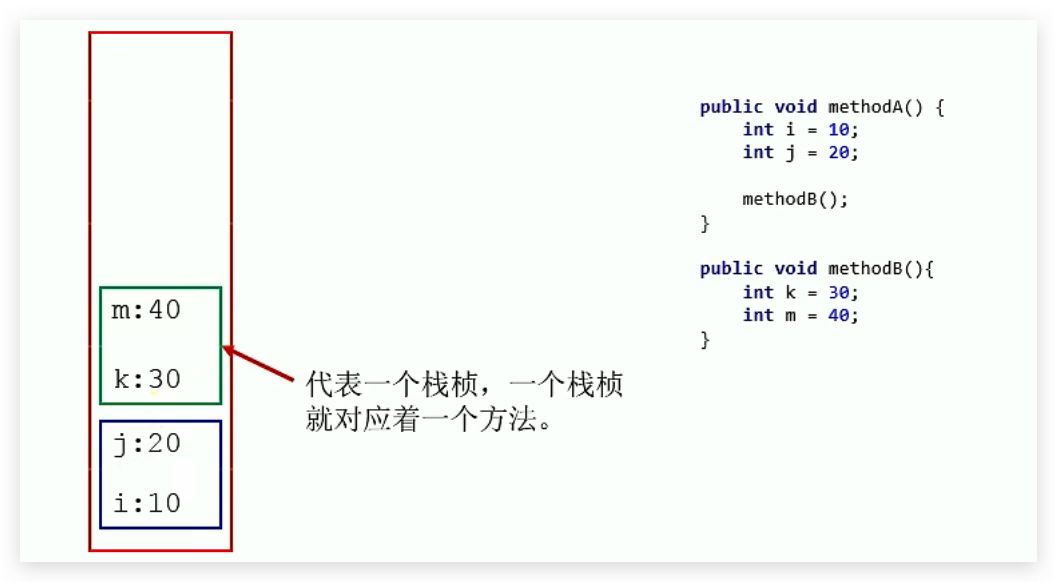 m:40
k:30
j:20
i:10
代表一个栈桢，一个栈桢
就对应着一个方法。
public void methodA() {
    int i = 10;
    int j = 20;

    methodB();
}

public void methodB(){
    int k = 30;
    int m = 40;
}